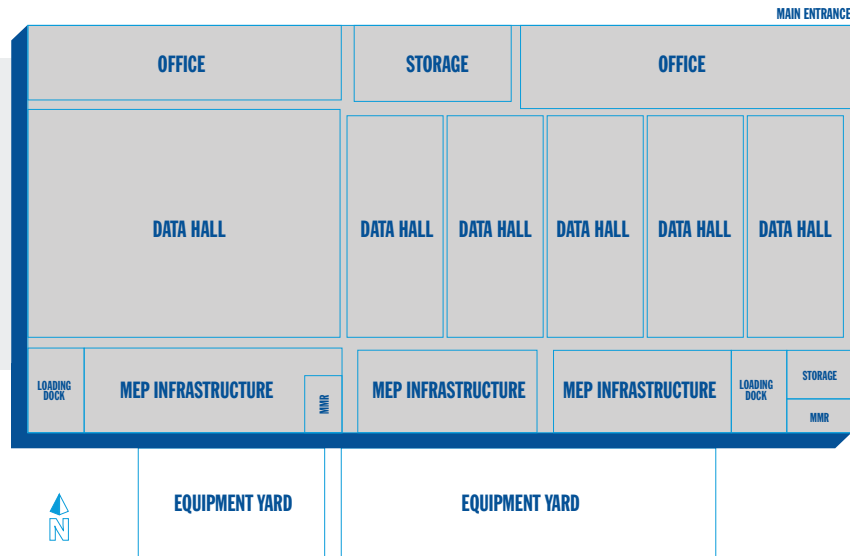 MAIN ENTRANCE
OFFICE
STORAGE
OFFICE
DATA HALL
DATA HALL
DATA HALL
DATA HALL
DATA HALL
DATA HALL
LOADING
DOCK
MEP INFRASTRUCTURE
MMR
MEP INFRASTRUCTURE
MEP INFRASTRUCTURE
LOADING
DOCK
STORAGE
MMR
EQUIPMENT YARD
EQUIPMENT YARD
N